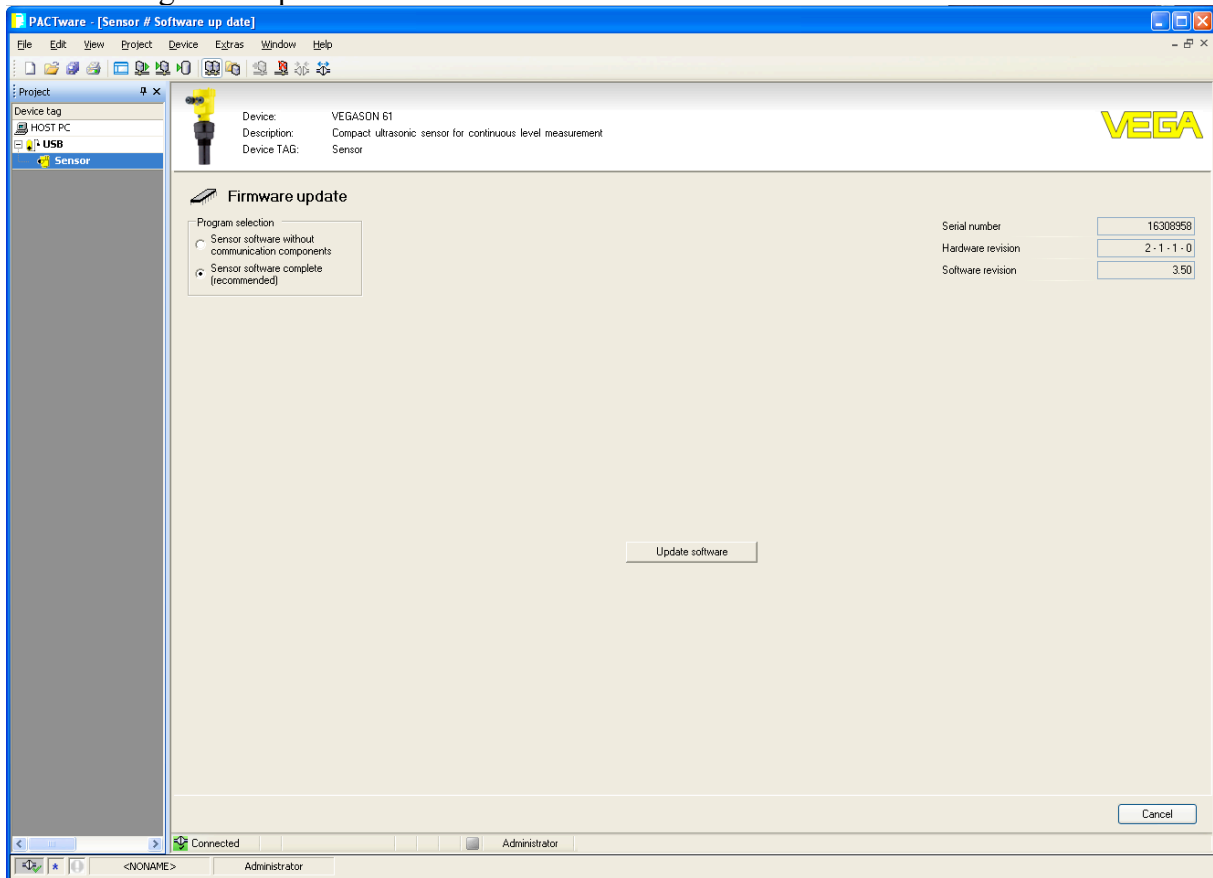 PACTware - [Sensor # Software up date]
File Edit View Project Device Extras Window Help
Project
Device tag
HOST PC
USB
Sensor
Device: VEGASON 61
Description: Compact ultrasonic sensor for continuous level measurement
Device TAG: Sensor
VEGA
Firmware update
Program selection
Sensor software without
communication components
Sensor software complete
(recommended)
Serial number 16308958
Hardware revision 2 - 1 - 1 - 0
Software revision 3.50
Update software
Cancel
Connected Administrator
<NONAME> Administrator